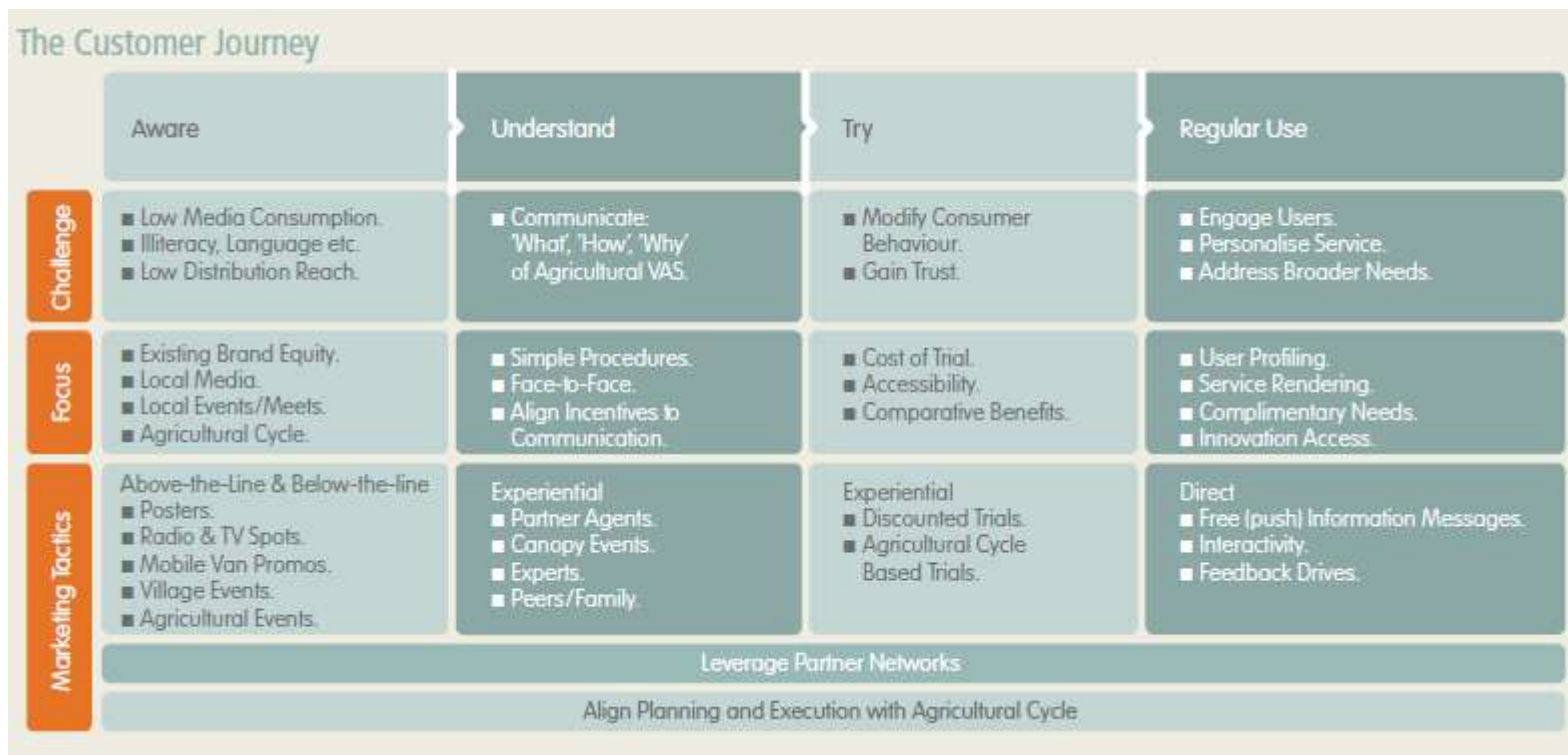 The Customer Journey
Aware
Understand
Try
Regular Use
Challenge
■ Low Media Consumption.
■ Illiteracy, Language etc.
■ Low Distribution Reach.
■ Communicate:
'What', 'How', 'Why'
of Agricultural VAS.
■ Modify Consumer
Behaviour.
■ Gain Trust.
■ Engage Users.
■ Personalise Service.
■ Address Broader Needs.
Focus
■ Existing Brand Equity.
■ Local Media.
■ Local Events/Meets.
■ Agricultural Cycle.
■ Simple Procedures.
■ Face-to-Face.
■ Align Incentives to
Communication.
■ Cost of Trial.
■ Accessibility.
■ Comparative Benefits.
■ User Profiling.
■ Service Rendering.
■ Complimentary Needs.
■ Innovation Access.
Marketing Tactics
Above-the-Line & Below-the-line
■ Posters.
■ Radio & TV Spots.
■ Mobile Van Promos.
■ Village Events.
■ Agricultural Events.
Experiential
■ Partner Agents.
■ Canopy Events.
■ Experts.
■ Peers/Family.
Experiential
■ Discounted Trials.
■ Agricultural Cycle
Based Trials.
Direct
■ Free (push) Information Messages.
■ Interactivity.
■ Feedback Drives.
Leverage Partner Networks
Align Planning and Execution with Agricultural Cycle